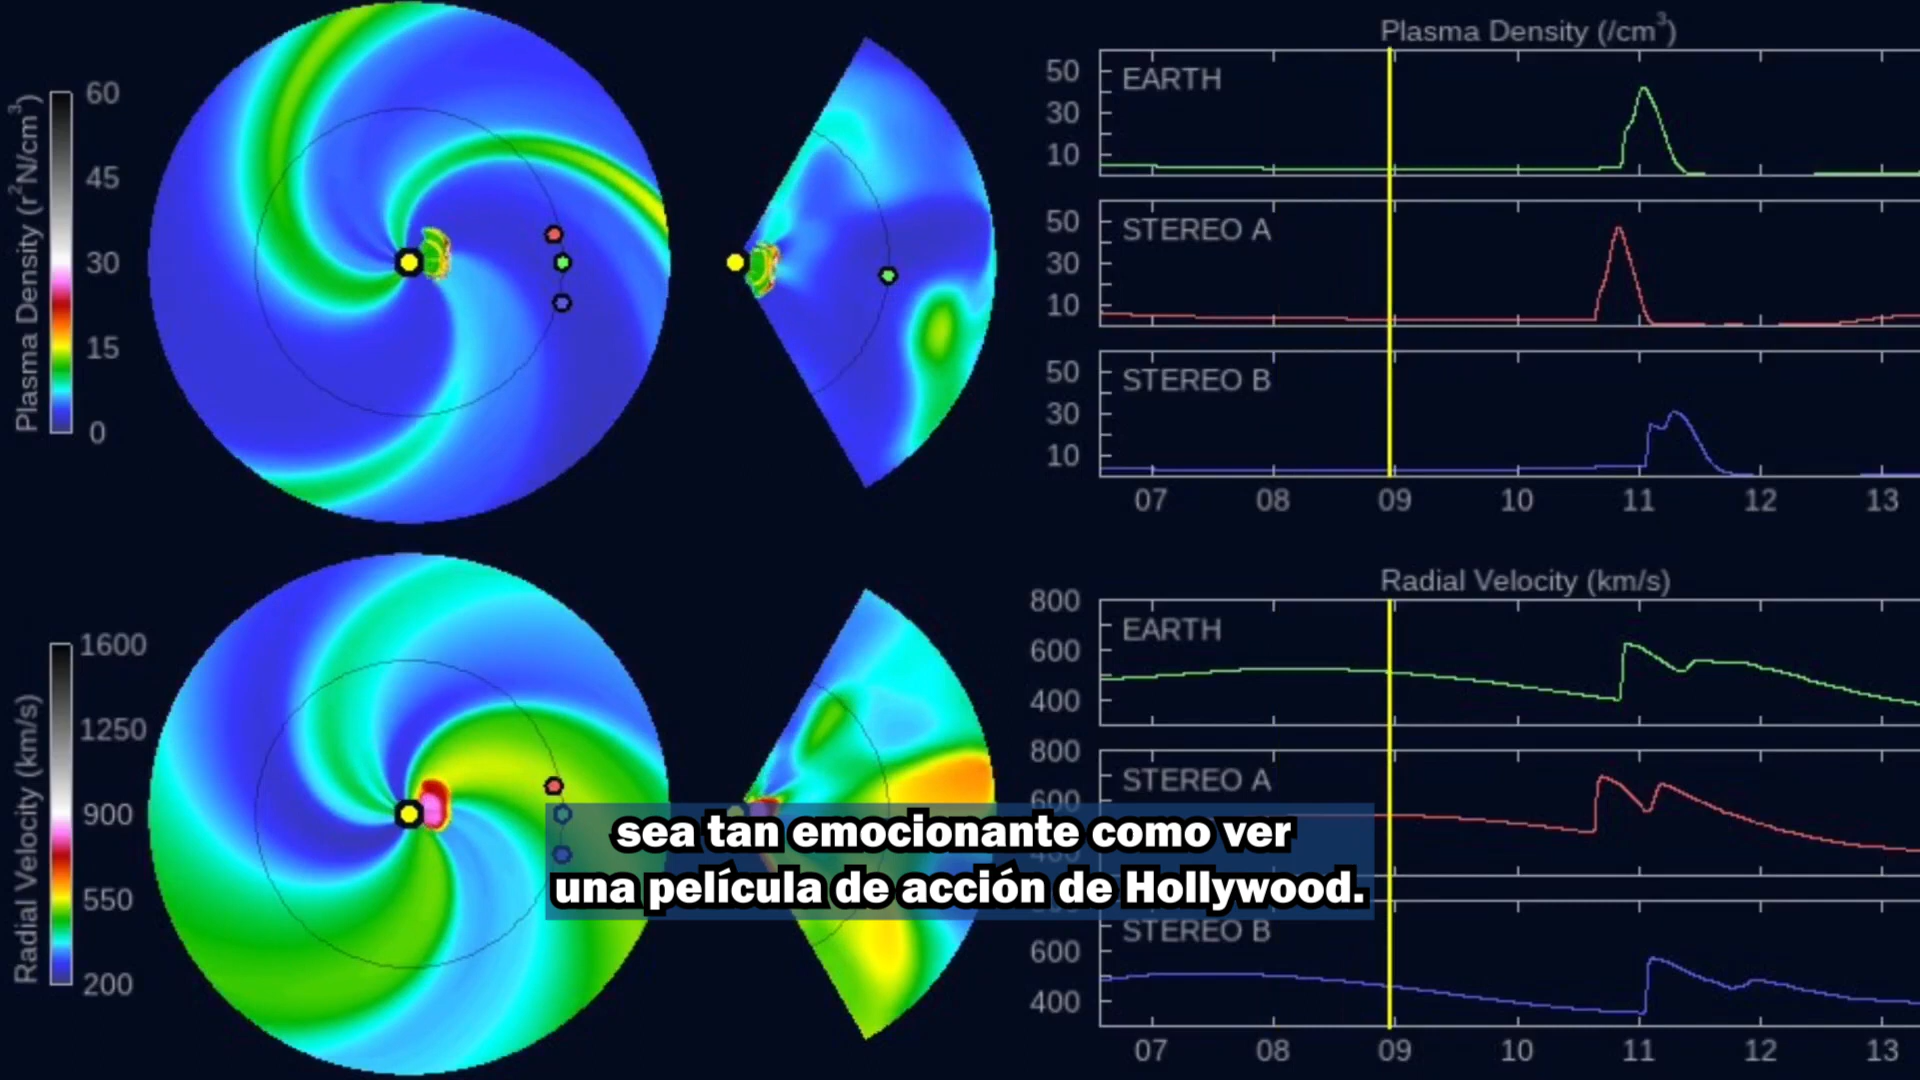 Plasma Density (r²N/cm³)
60
45
30
15
0
Plasma Density (/cm³)
EARTH
50
30
10
STEREO A
50
30
10
STEREO B
50
30
10
07 08 09 10 11 12 13
Radial Velocity (km/s)
1600
1250
900
550
200
Radial Velocity (km/s)
EARTH
800
600
400
STEREO A
800
600
400
STEREO B
600
400
07 08 09 10 11 12 13
sea tan emocionante como ver
una película de acción de Hollywood.